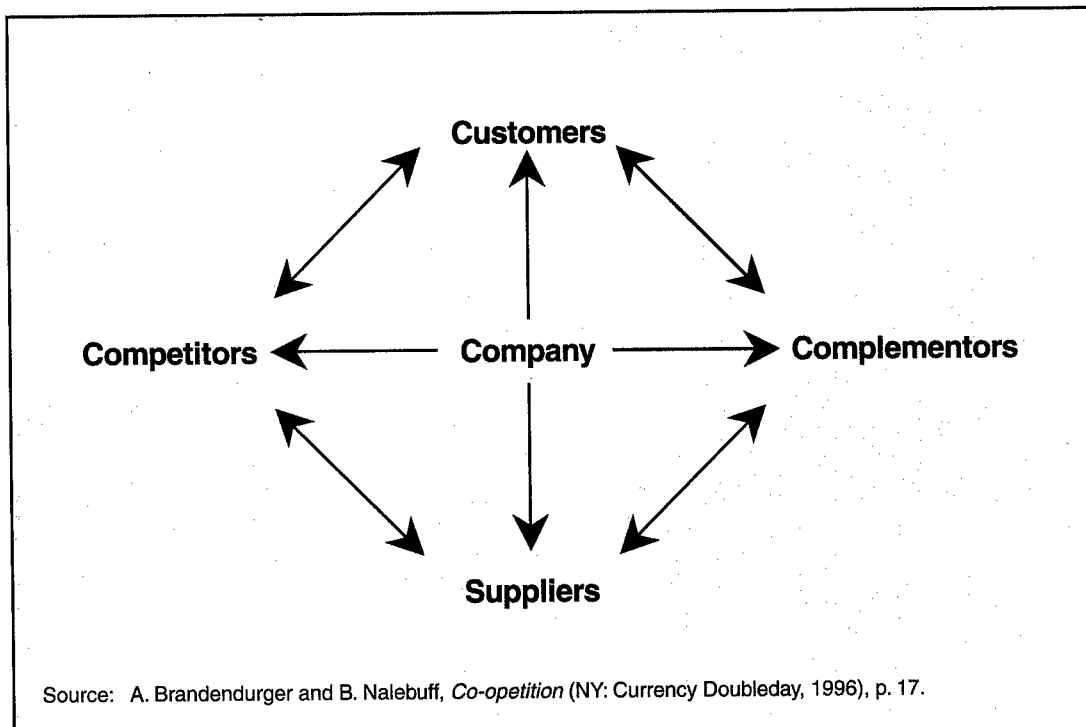 Customers
Competitors Company Complementors
Suppliers
Source: A. Brandendurger and B. Nalebuff, Co-opetition (NY: Currency Doubleday, 1996), p. 17.